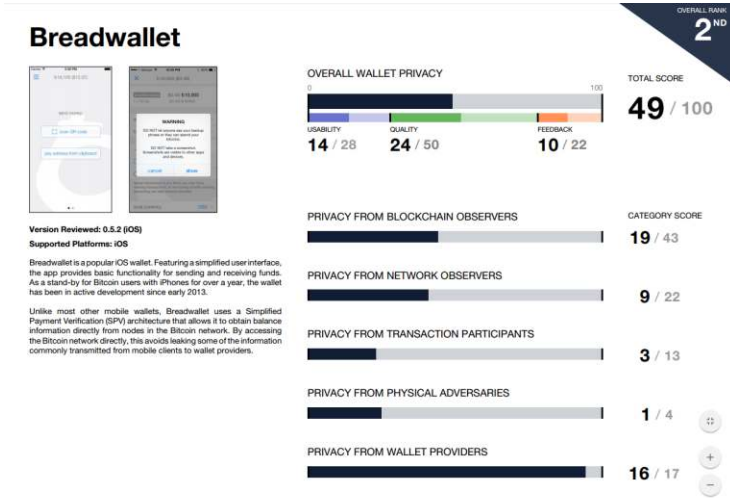 OVERALL RANK
2ND
Breadwallet
WARNING
Version Reviewed: 0.5.2 (iOS)
Supported Platforms: iOS
Breadwallet is a popular iOS wallet. Featuring a simplified user interface,
the app provides basic functionality for sending and receiving funds.
As a stand-by for Bitcoin users with iPhones for over a year, the wallet
has been in active development since early 2013.
Unlike most other mobile wallets, Breadwallet uses a Simplified
Payment Verification (SPV) architecture that allows it to obtain balance
information directly from nodes in the Bitcoin network. By accessing
the Bitcoin network directly, this avoids leaking some of the information
commonly transmitted from mobile clients to wallet providers.
OVERALL WALLET PRIVACY
TOTAL SCORE
0 100
49 / 100
USABILITY QUALITY FEEDBACK
14 / 28 24 / 50 10 / 22
PRIVACY FROM BLOCKCHAIN OBSERVERS
CATEGORY SCORE
19 / 43
PRIVACY FROM NETWORK OBSERVERS
9 / 22
PRIVACY FROM TRANSACTION PARTICIPANTS
3 / 13
PRIVACY FROM PHYSICAL ADVERSARIES
1 / 4
PRIVACY FROM WALLET PROVIDERS
16 / 17